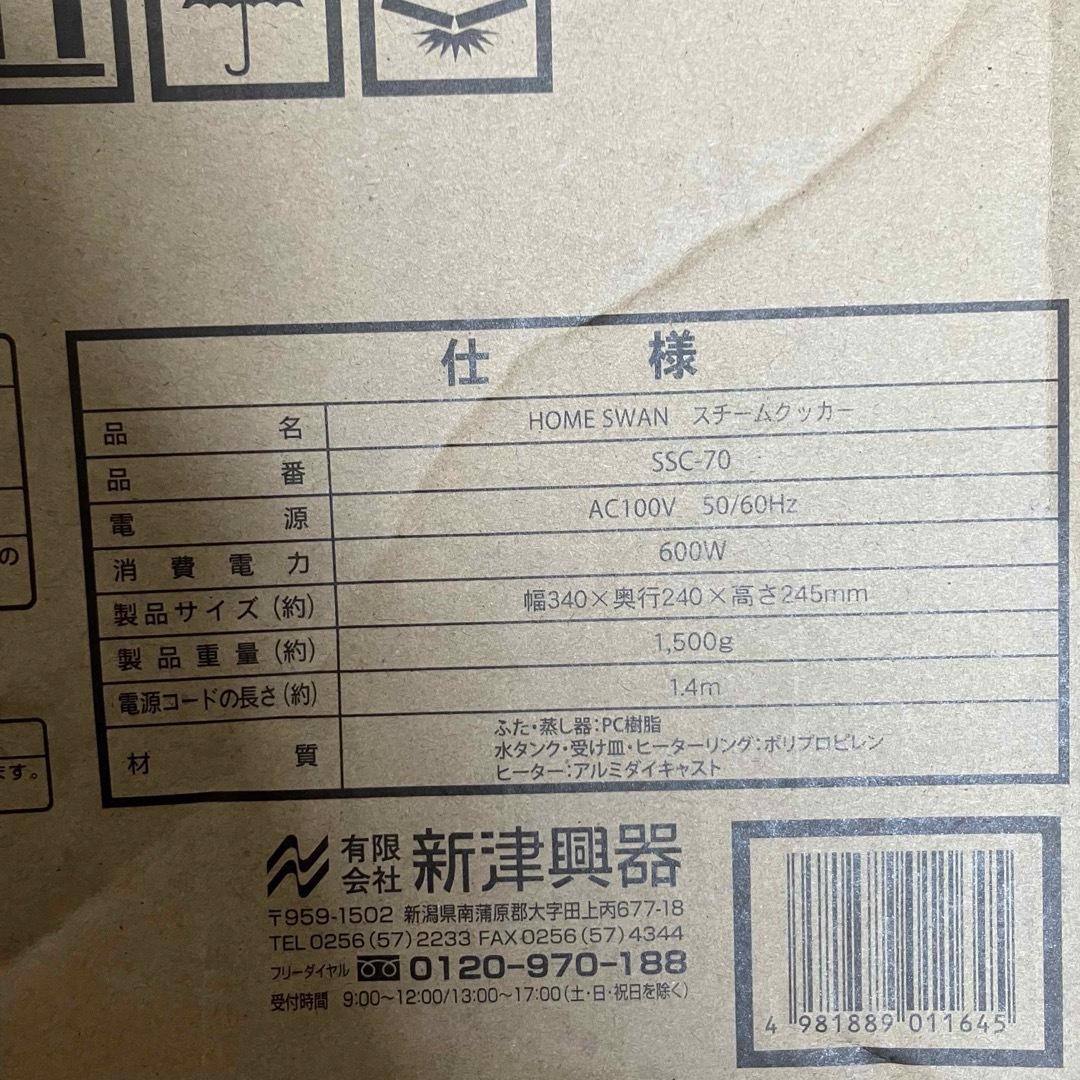 仕様
品名 HOME SWAN スチームクッカー
品番 SSC-70
電源 AC100V 50/60Hz
消費電力 600W
製品サイズ(約) 幅340×奥行240×高さ245mm
製品重量(約) 1,500g
電源コードの長さ(約) 1.4m
材質 ふた・蒸し器:PC樹脂
水タンク・受け皿・ヒーターリング:ポリプロピレン
ヒーター:アルミダイキャスト
の
ます。
有限会社 新津興器
〒959-1502 新潟県南蒲原郡大字田上丙677-18
TEL 0256(57)2233 FAX 0256(57)4344
フリーダイヤル 0120-970-188
受付時間 9:00~12:00/13:00~17:00(土・日・祝日を除く)
4 981889 011645